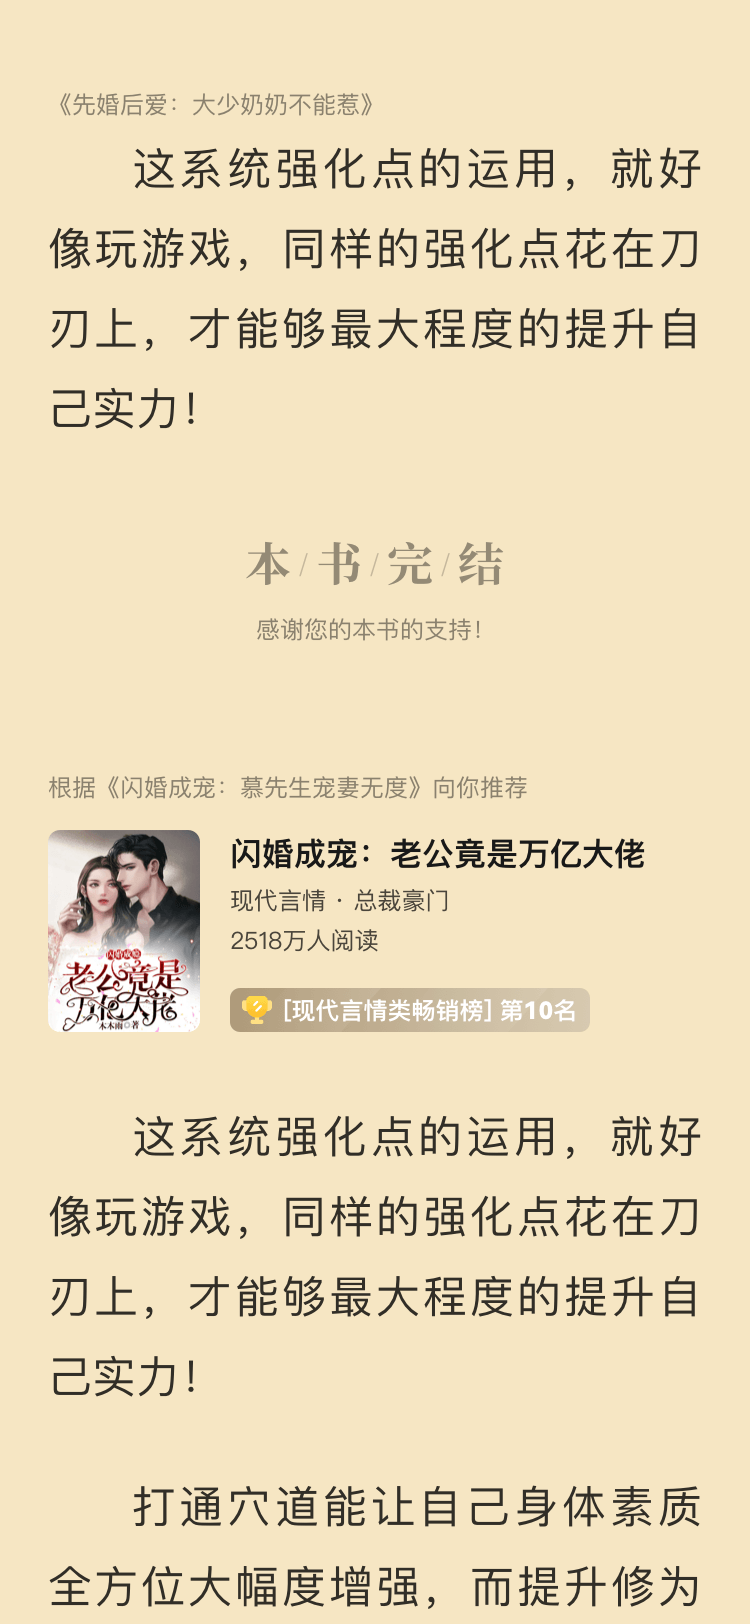 《先婚后爱：大少奶奶不能惹》
这系统强化点的运用，就好
像玩游戏，同样的强化点花在刀
刃上，才能够最大程度的提升自
己实力！
本/书/完/结
感谢您的本书的支持！
根据《闪婚成宠：慕先生宠妻无度》向你推荐
闪婚成宠
老公竟是
万亿大佬
木木雨◎著
闪婚成宠：老公竟是万亿大佬
现代言情 · 总裁豪门
2518万人阅读
[现代言情类畅销榜] 第10名
这系统强化点的运用，就好
像玩游戏，同样的强化点花在刀
刃上，才能够最大程度的提升自
己实力！
打通穴道能让自己身体素质
全方位大幅度增强，而提升修为